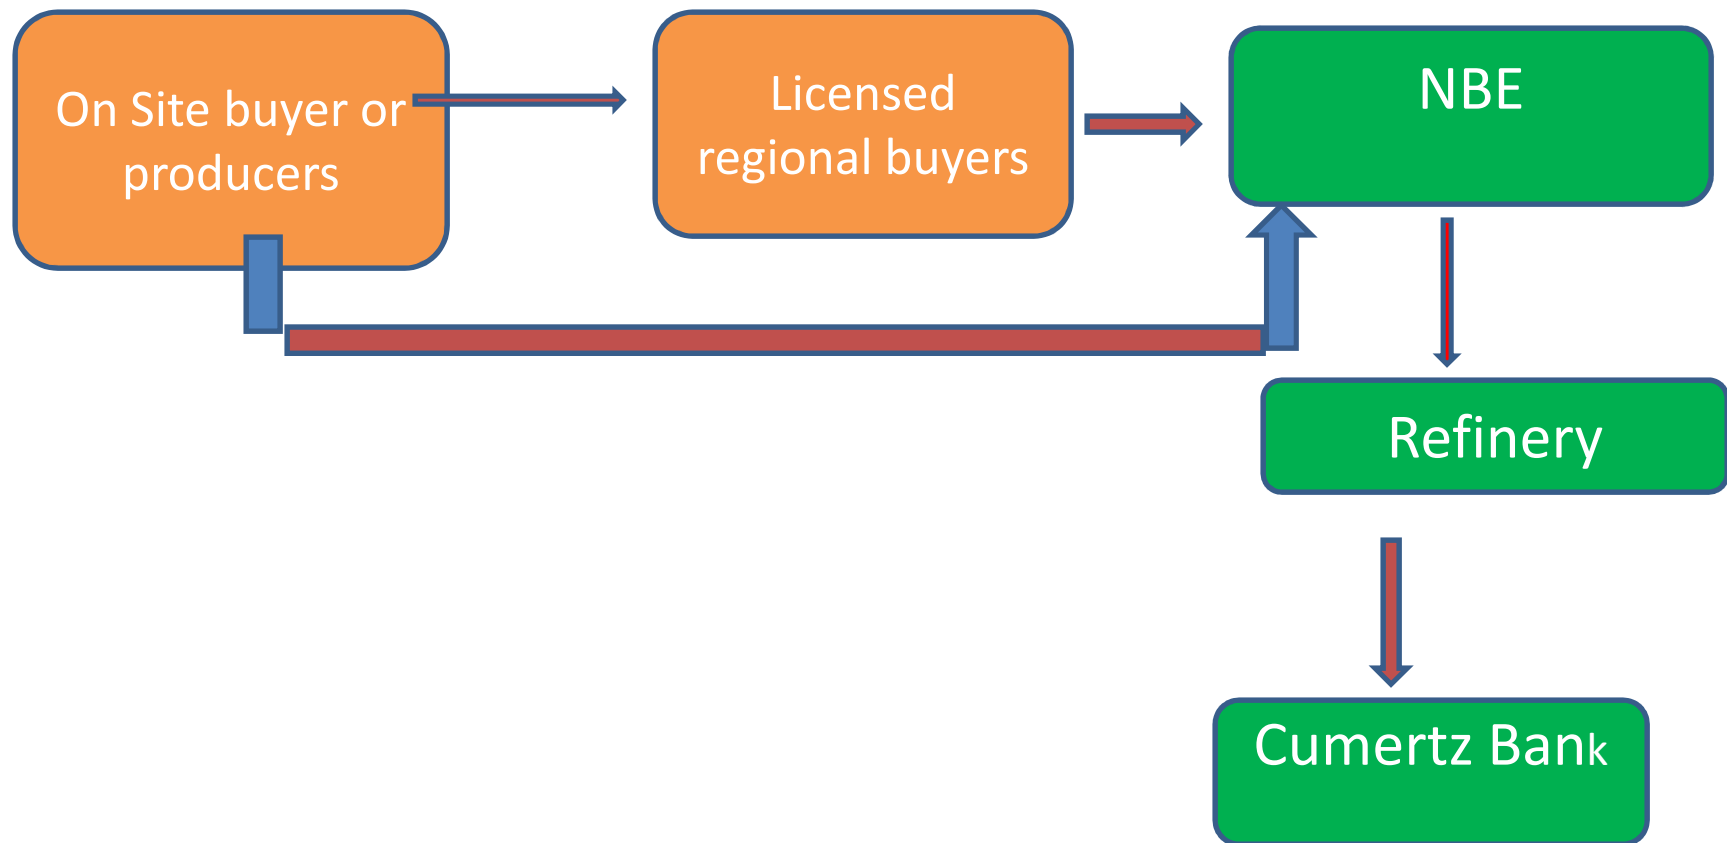 On Site buyer or
producers
Licensed
regional buyers
NBE
Refinery
Cumertz Bank